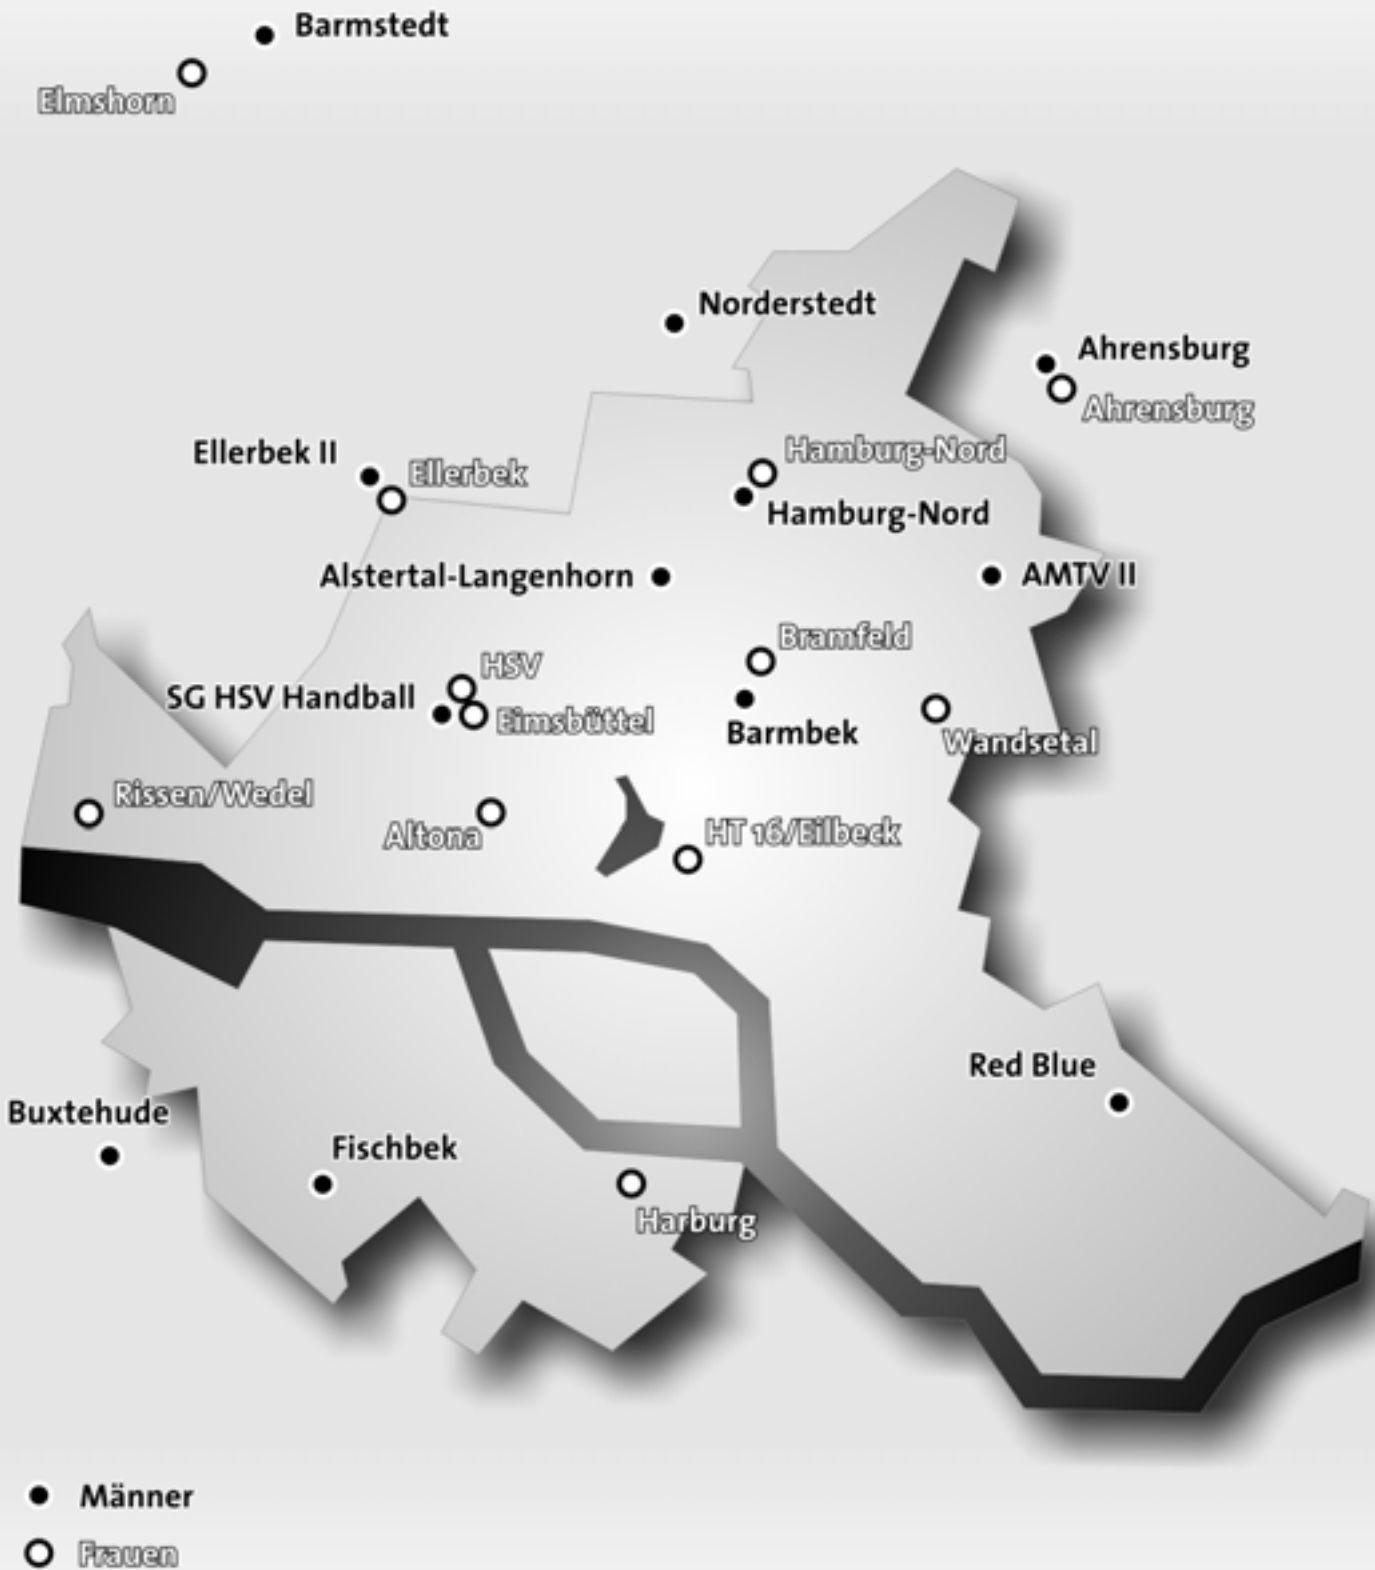 Barmstedt
Elmshorn
Norderstedt
Ahrensburg
Ahrensburg
Ellerbek II
Ellerbek
Hamburg-Nord
Hamburg-Nord
Alstertal-Langenhorn
AMTV II
Bramfeld
HSV
SG HSV Handball
Eimsbüttel
Barmbek
Wandsetal
Rissen/Wedel
Altona
HT 16/Eilbeck
Red Blue
Buxtehude
Fischbek
Harburg
Männer
Frauen